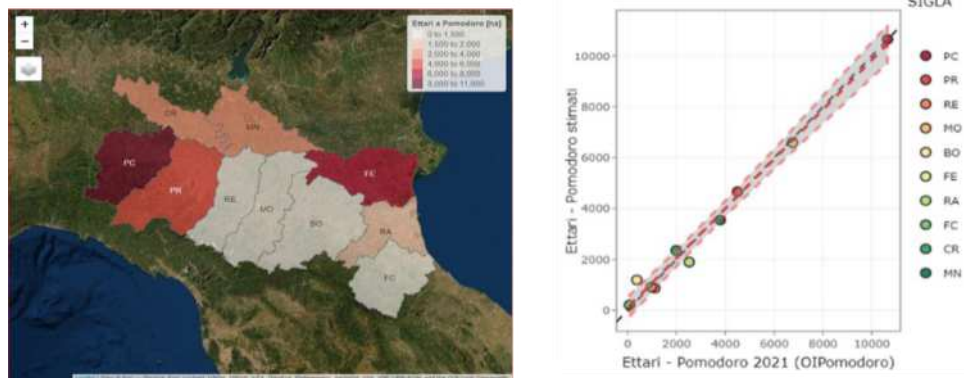 +
−
Ettari a Pomodoro [ha]
0 to 1,500
1,500 to 2,000
2,000 to 4,000
4,000 to 6,000
6,000 to 8,000
8,000 to 11,000
CR
MN
PC
PR
RE
MO
BO
FE
RA
FC
SIGLA
PC
PR
RE
MO
BO
FE
RA
FC
CR
MN
Ettari - Pomodoro stimati
10000
8000
6000
4000
2000
0
0 2000 4000 6000 8000 10000
Ettari - Pomodoro 2021 (OIPomodoro)